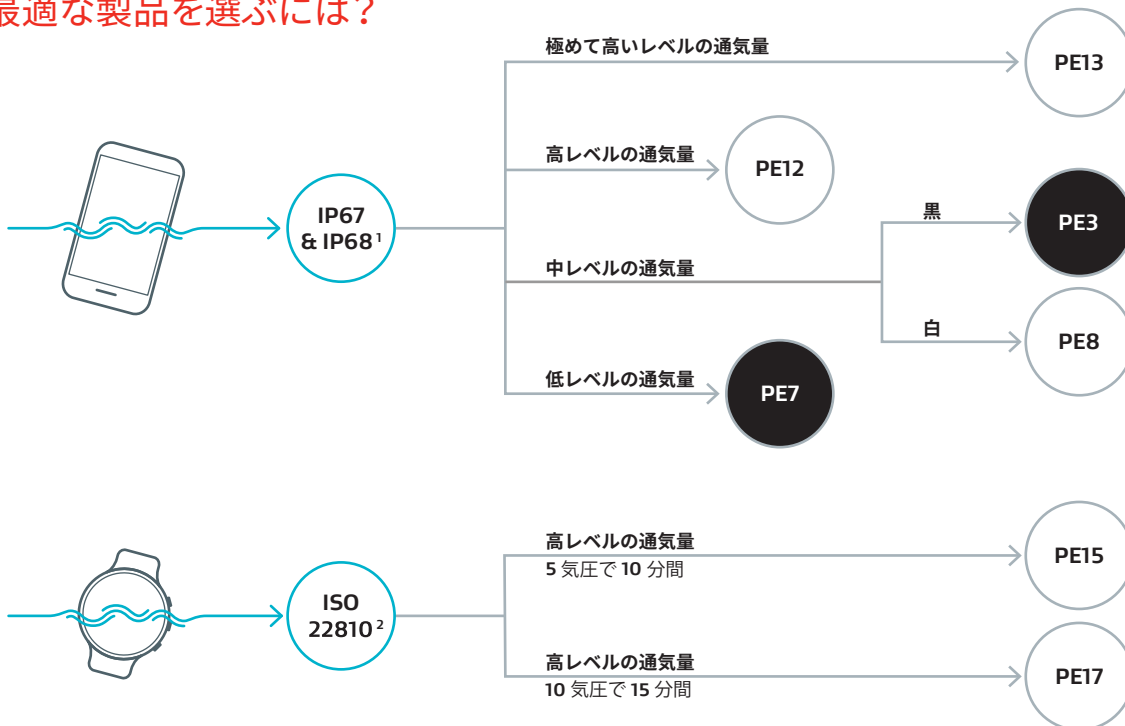 最適な製品を選ぶには？
極めて高いレベルの通気量
PE13
高レベルの通気量
PE12
IP67
& IP68¹
黒
PE3
中レベルの通気量
白
PE8
低レベルの通気量
PE7
高レベルの通気量
5 気圧で 10 分間
PE15
ISO
22810²
高レベルの通気量
10 気圧で 15 分間
PE17